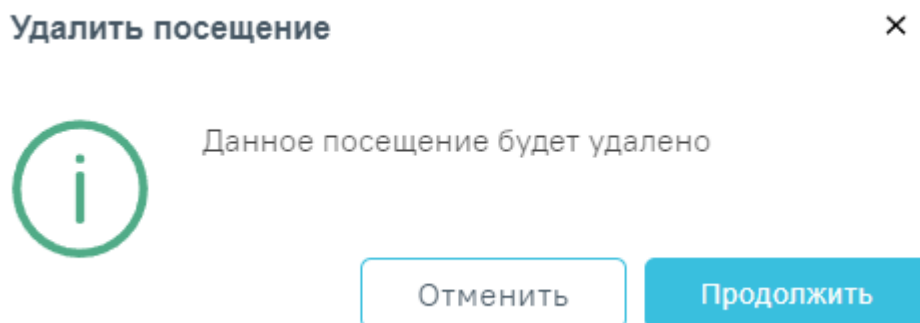 Удалить посещение
Данное посещение будет удалено
Отменить
Продолжить